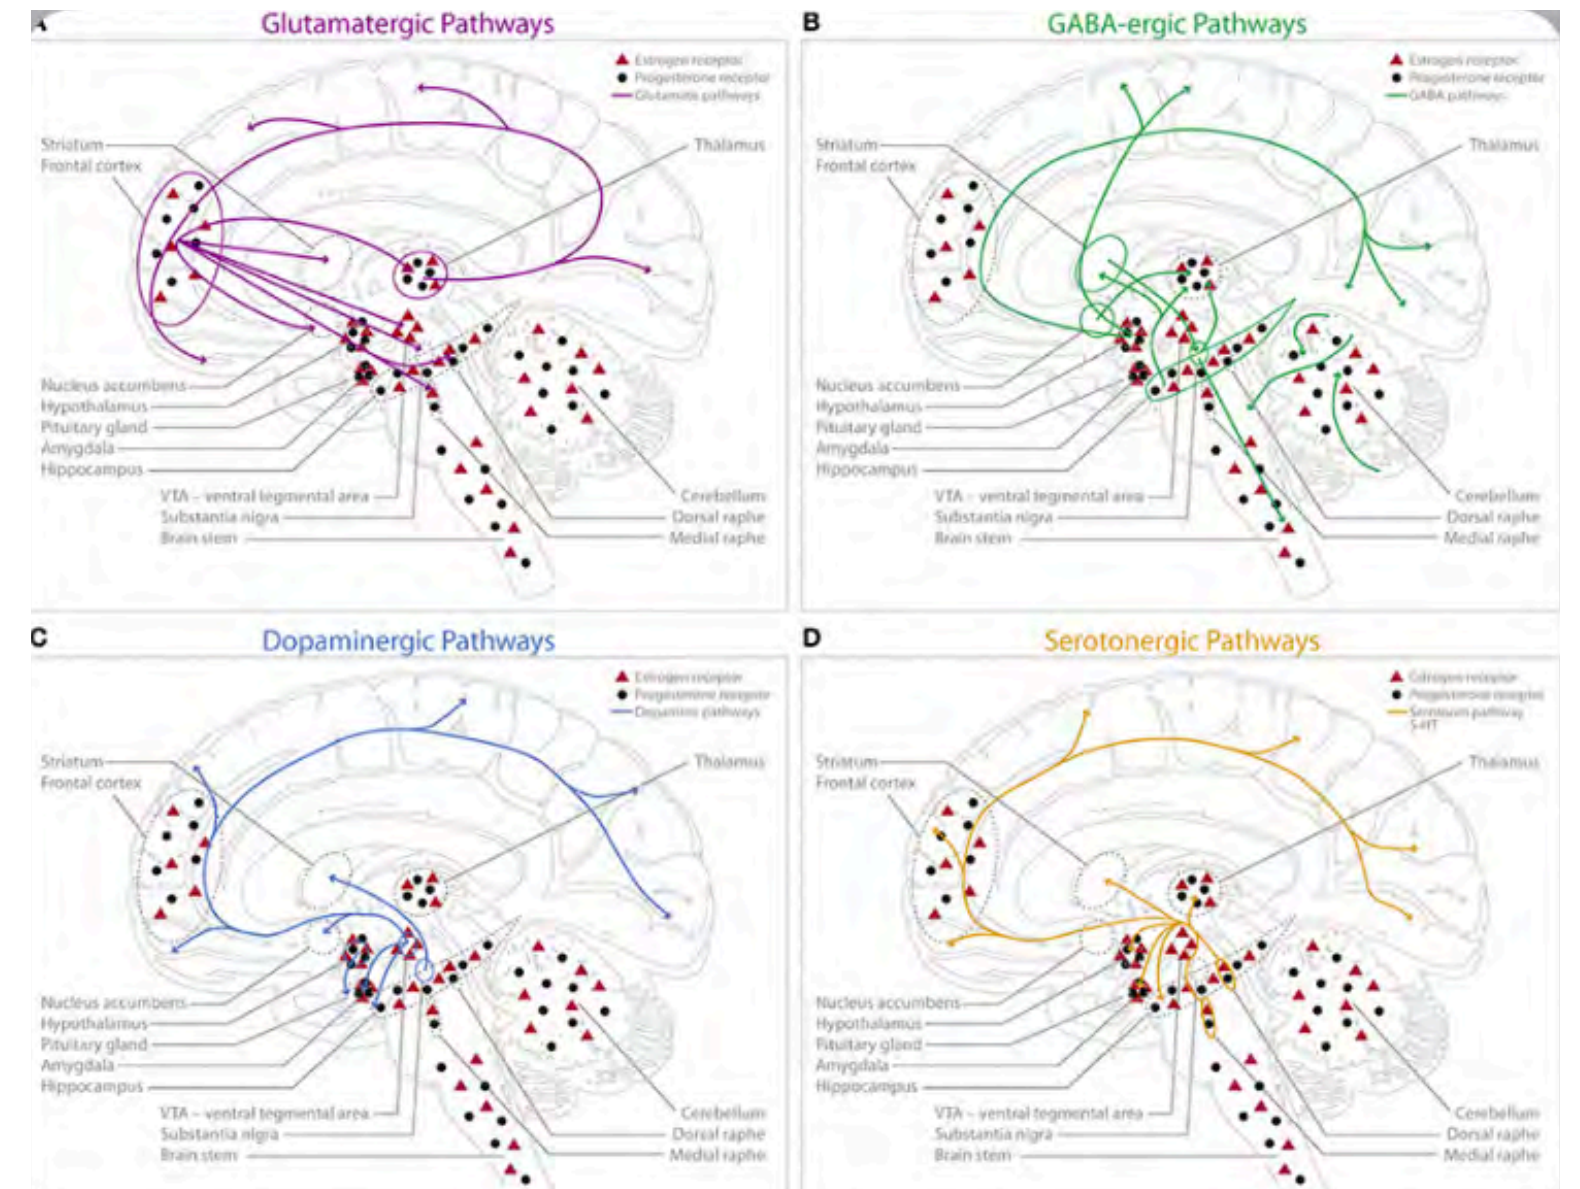 A
Glutamatergic Pathways
Estrogen receptor
Progesterone receptor
Glutamate pathways
Striatum
Frontal cortex
Thalamus
Nucleus accumbens
Hypothalamus
Pituitary gland
Amygdala
Hippocampus
VTA – ventral tegmental area
Substantia nigra
Brain stem
Cerebellum
Dorsal raphe
Medial raphe
B
GABA-ergic Pathways
Estrogen receptor
Progesterone receptor
GABA pathways
Striatum
Frontal cortex
Thalamus
Nucleus accumbens
Hypothalamus
Pituitary gland
Amygdala
Hippocampus
VTA – ventral tegmental area
Substantia nigra
Brain stem
Cerebellum
Dorsal raphe
Medial raphe
C
Dopaminergic Pathways
Estrogen receptor
Progesterone receptor
Dopamine pathways
Striatum
Frontal cortex
Thalamus
Nucleus accumbens
Hypothalamus
Pituitary gland
Amygdala
Hippocampus
VTA – ventral tegmental area
Substantia nigra
Brain stem
Cerebellum
Dorsal raphe
Medial raphe
D
Serotonergic Pathways
Estrogen receptor
Progesterone receptor
Serotonin pathway
5-HT
Striatum
Frontal cortex
Thalamus
Nucleus accumbens
Hypothalamus
Pituitary gland
Amygdala
Hippocampus
VTA – ventral tegmental area
Substantia nigra
Brain stem
Cerebellum
Dorsal raphe
Medial raphe